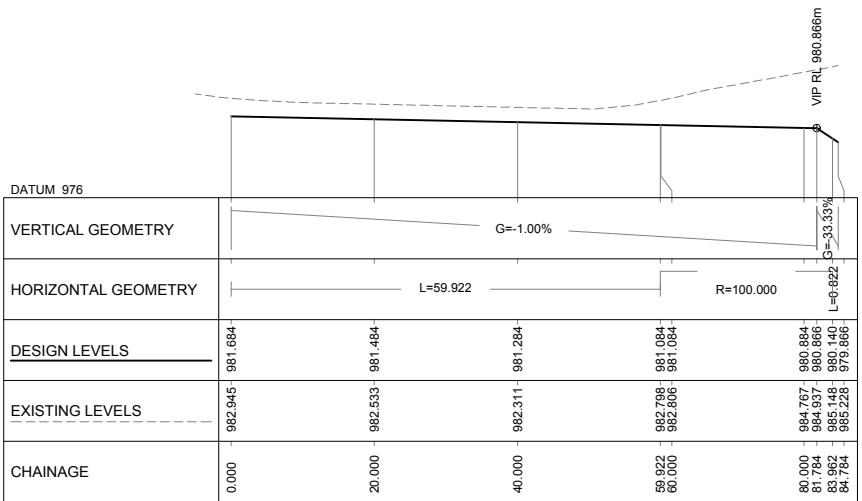 VIP RL 980.866m
DATUM 976
VERTICAL GEOMETRY
G=-1.00%
G=-33.33%
HORIZONTAL GEOMETRY
L=59.922
R=100.000
L=0.822
DESIGN LEVELS
981.684
981.484
981.284
981.084
981.084
980.884
980.866
980.140
979.866
EXISTING LEVELS
982.945
982.533
982.311
982.798
982.806
984.767
984.937
985.148
985.228
CHAINAGE
0.000
20.000
40.000
59.922
60.000
80.000
81.784
83.962
84.784